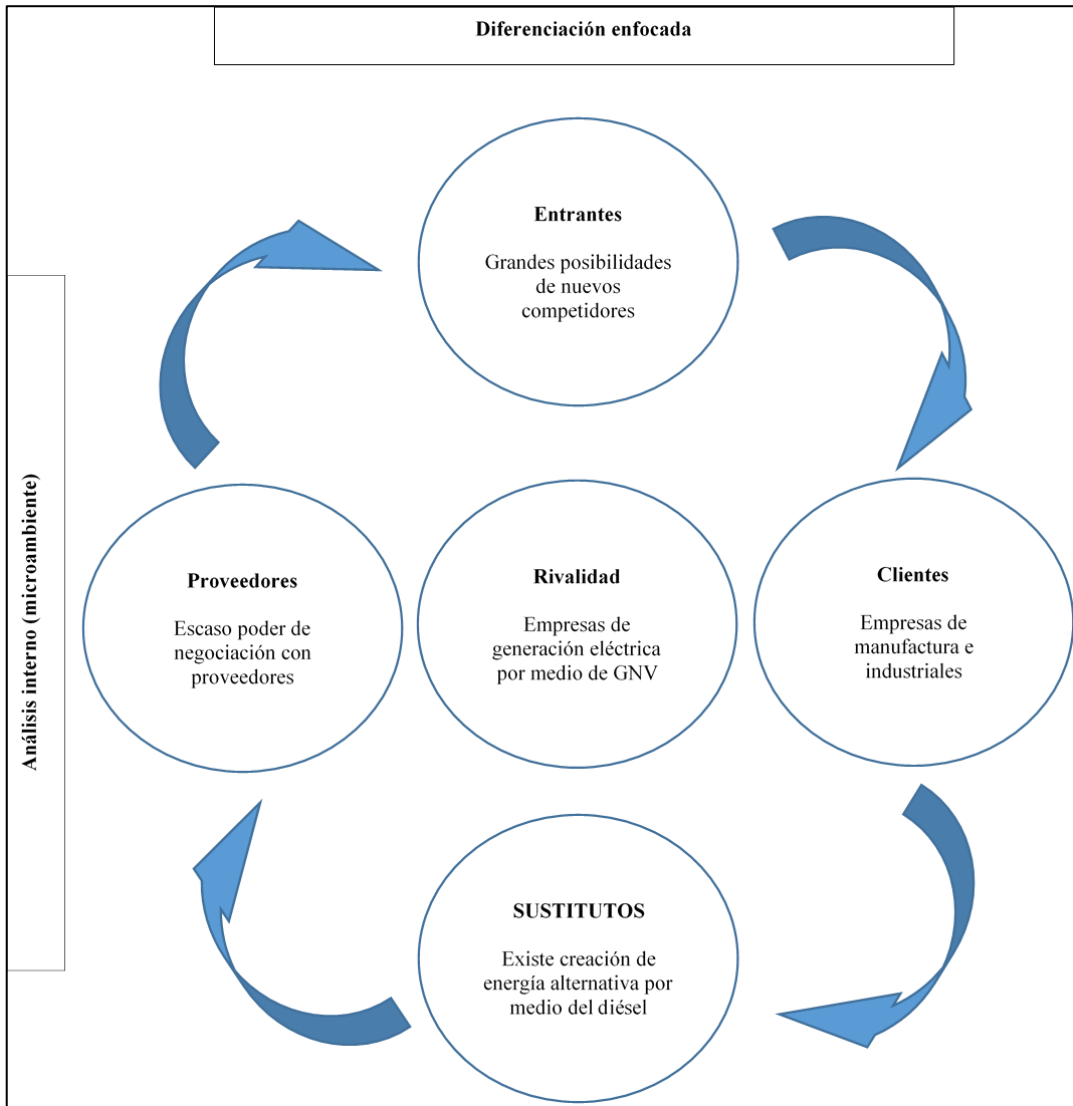 Diferenciación enfocada
Entrantes
Grandes posibilidades
de nuevos
competidores
Análisis interno (microambiente)
Proveedores
Escaso poder de
negociación con
proveedores
Rivalidad
Empresas de
generación eléctrica
por medio de GNV
Clientes
Empresas de
manufactura e
industriales
SUSTITUTOS
Existe creación de
energía alternativa por
medio del diésel